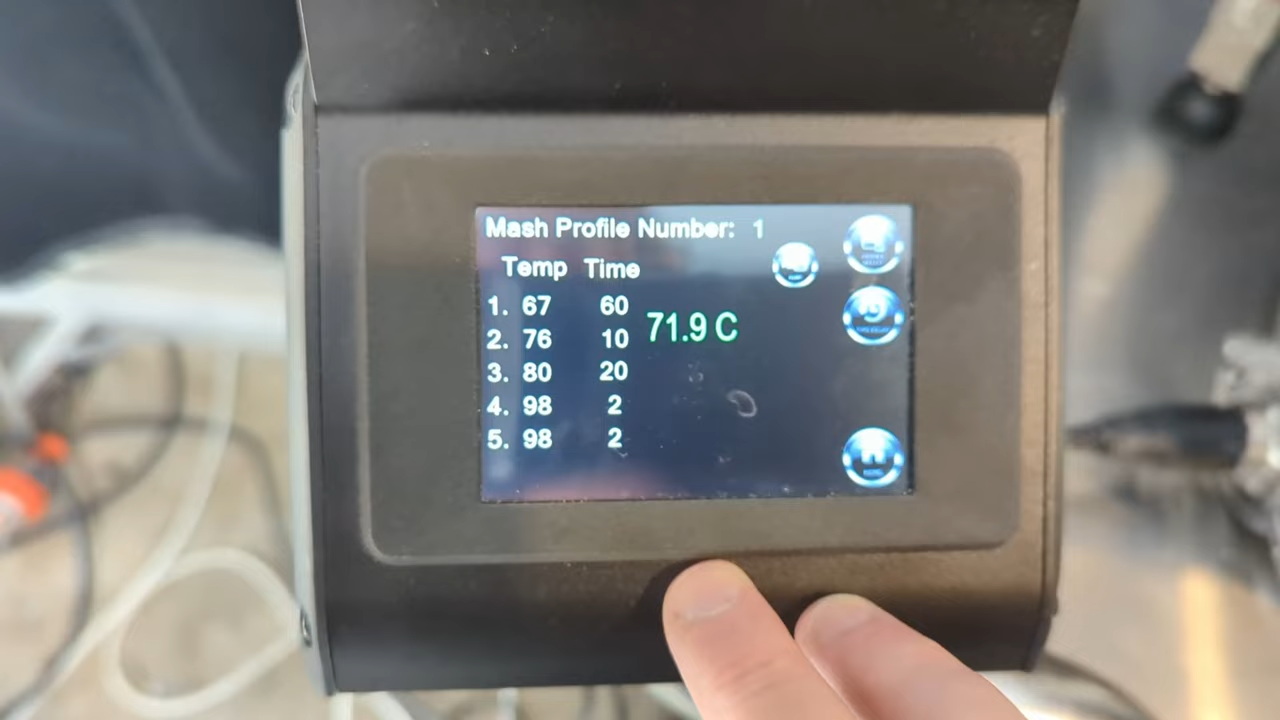 Mash Profile Number: 1
Temp Time
1. 67 60
2. 76 10
3. 80 20
4. 98 2
5. 98 2
71.9 C